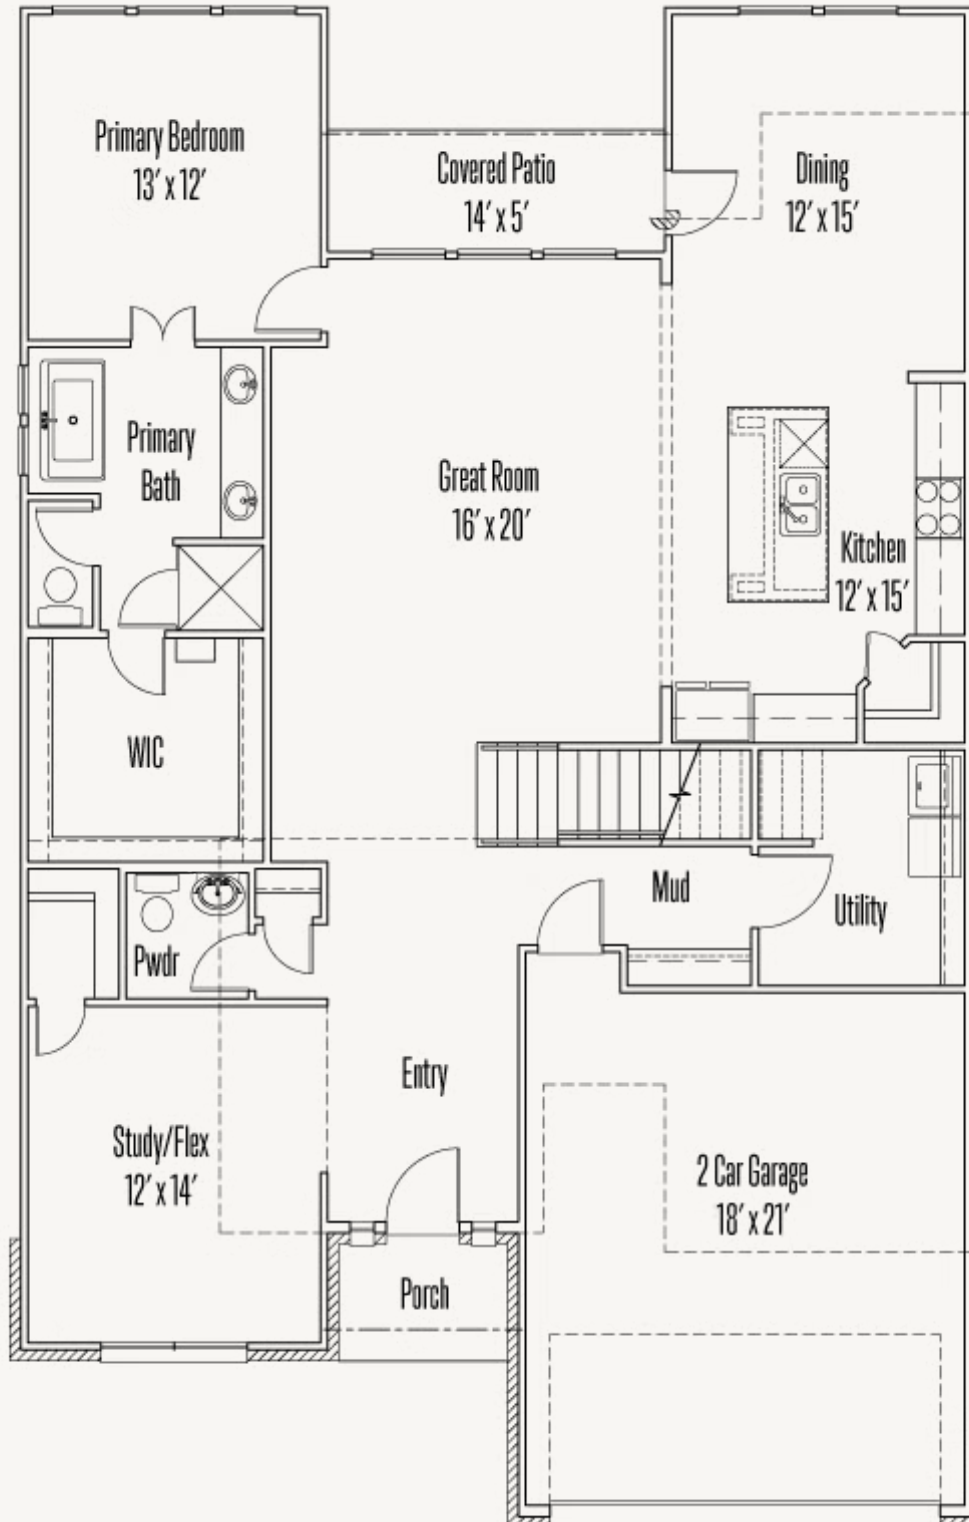 Primary Bedroom
13' x 12'
Covered Patio
14' x 5'
Dining
12' x 15'
Primary
Bath
Great Room
16' x 20'
Kitchen
12' x 15'
WIC
Mud
Utility
Pwdr
Entry
Study/Flex
12' x 14'
2 Car Garage
18' x 21'
Porch